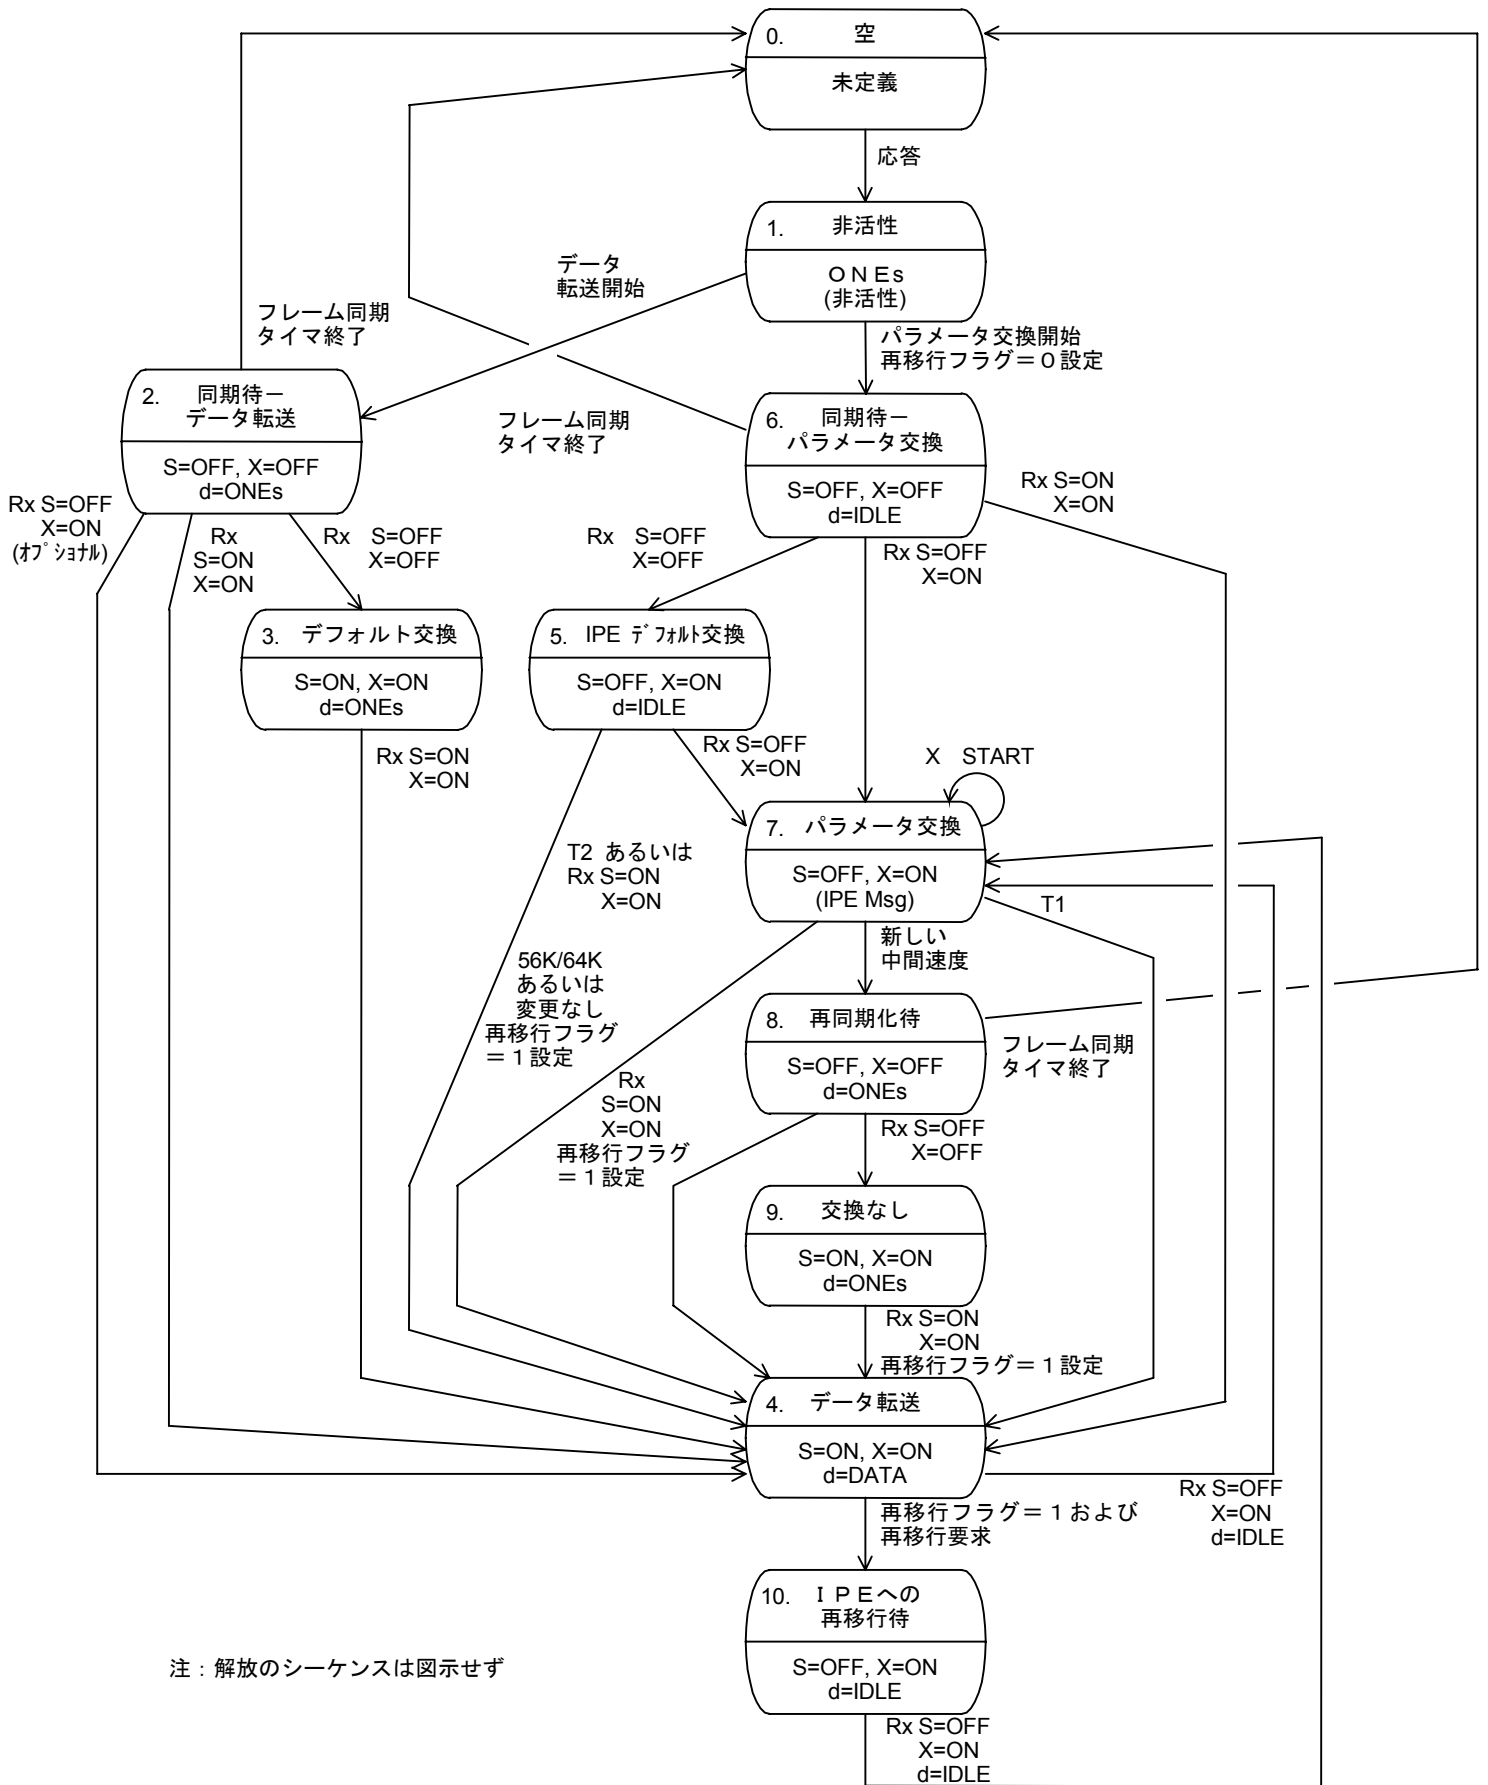 0. 空
未定義
応答
1. 非活性
ＯＮＥs
(非活性)
データ
転送開始
フレーム同期
タイマ終了
パラメータ交換開始
再移行フラグ＝０設定
2. 同期待－
データ転送
S=OFF, X=OFF
d=ONEs
フレーム同期
タイマ終了
6. 同期待－
パラメータ交換
S=OFF, X=OFF
d=IDLE
Rx S=ON
X=ON
Rx S=OFF
X=ON
(ｵﾌﾟｼｮﾅﾙ)
Rx
S=ON
X=ON
Rx S=OFF
X=OFF
Rx S=OFF
X=OFF
Rx S=OFF
X=ON
3. デフォルト交換
S=ON, X=ON
d=ONEs
5. IPE ﾃﾞﾌｫﾙﾄ交換
S=OFF, X=ON
d=IDLE
Rx S=ON
X=ON
Rx S=OFF
X=ON
X START
7. パラメータ交換
S=OFF, X=ON
(IPE Msg)
T2 あるいは
Rx S=ON
X=ON
T1
新しい
中間速度
56K/64K
あるいは
変更なし
再移行フラグ
＝１設定
8. 再同期化待
S=OFF, X=OFF
d=ONEs
フレーム同期
タイマ終了
Rx
S=ON
X=ON
再移行フラグ
＝１設定
Rx S=OFF
X=OFF
9. 交換なし
S=ON, X=ON
d=ONEs
Rx S=ON
X=ON
再移行フラグ＝１設定
4. データ転送
S=ON, X=ON
d=DATA
Rx S=OFF
X=ON
d=IDLE
再移行フラグ＝１および
再移行要求
10. ＩＰＥへの
再移行待
S=OFF, X=ON
d=IDLE
注：解放のシーケンスは図示せず
Rx S=OFF
X=ON
d=IDLE